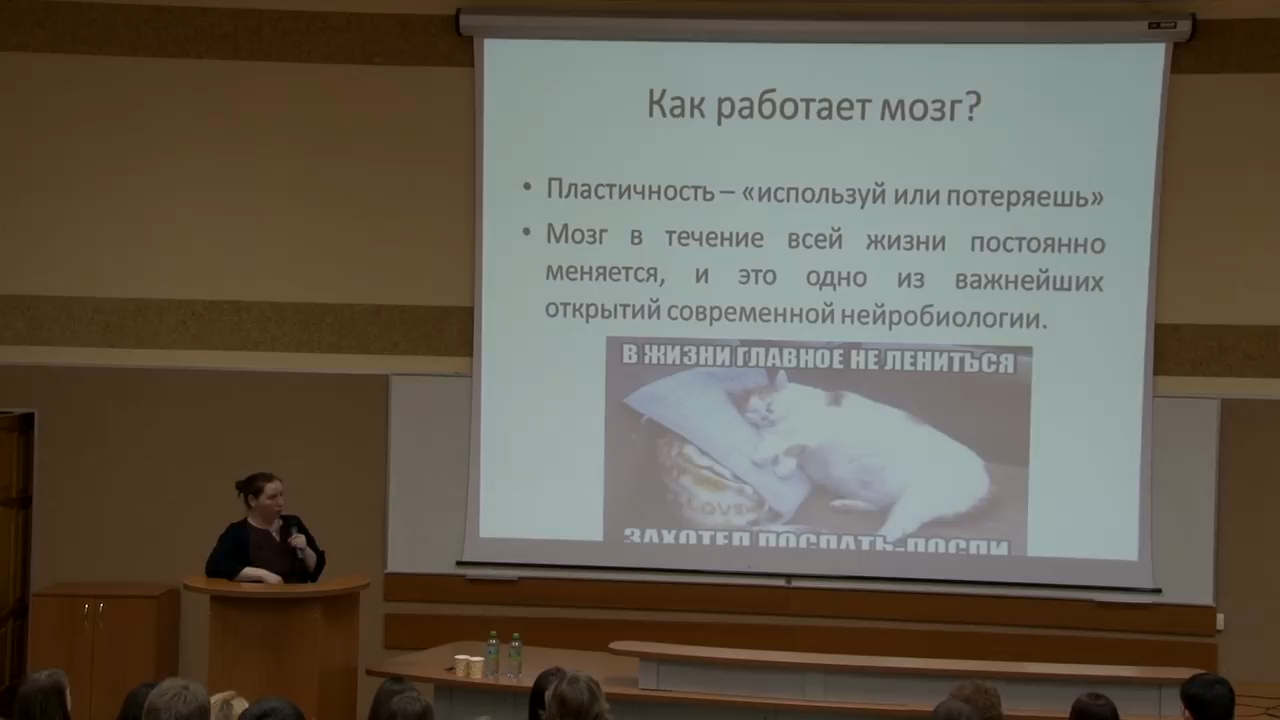 Как работает мозг?
• Пластичность – «используй или потеряешь»
• Мозг в течение всей жизни постоянно
меняется, и это одно из важнейших
открытий современной нейробиологии.
В ЖИЗНИ ГЛАВНОЕ НЕ ЛЕНИТЬСЯ
LOVE
ЗАХОТЕЛ ПОСПАТЬ-ПОСПИ